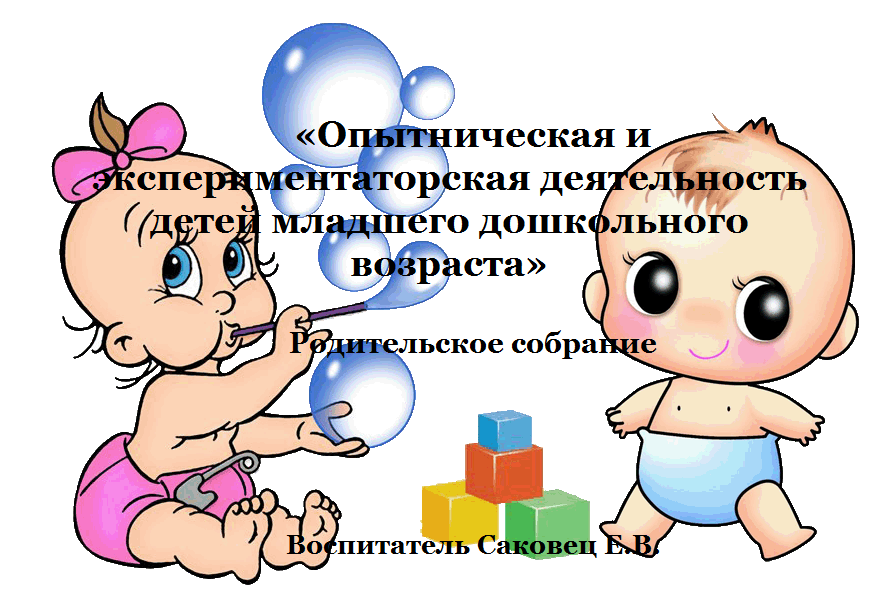 «Опытническая и
экспериментаторская деятельность
детей младшего дошкольного
возраста»
Родительское собрание
Воспитатель Саковец Е.В.